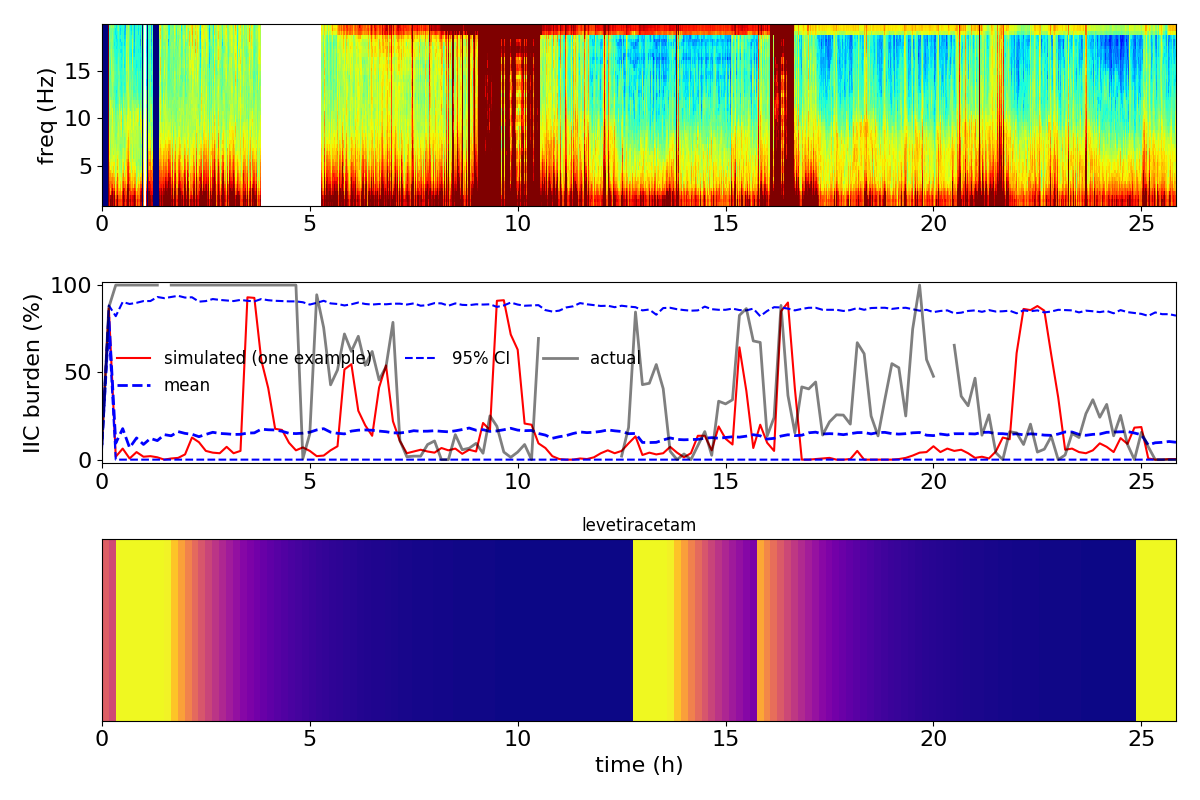 freq (Hz)
15
10
5
0 5 10 15 20 25
IIC burden (%)
100
50
0
simulated (one example) 95% CI actual
mean
0 5 10 15 20 25
levetiracetam
0 5 10 15 20 25
time (h)